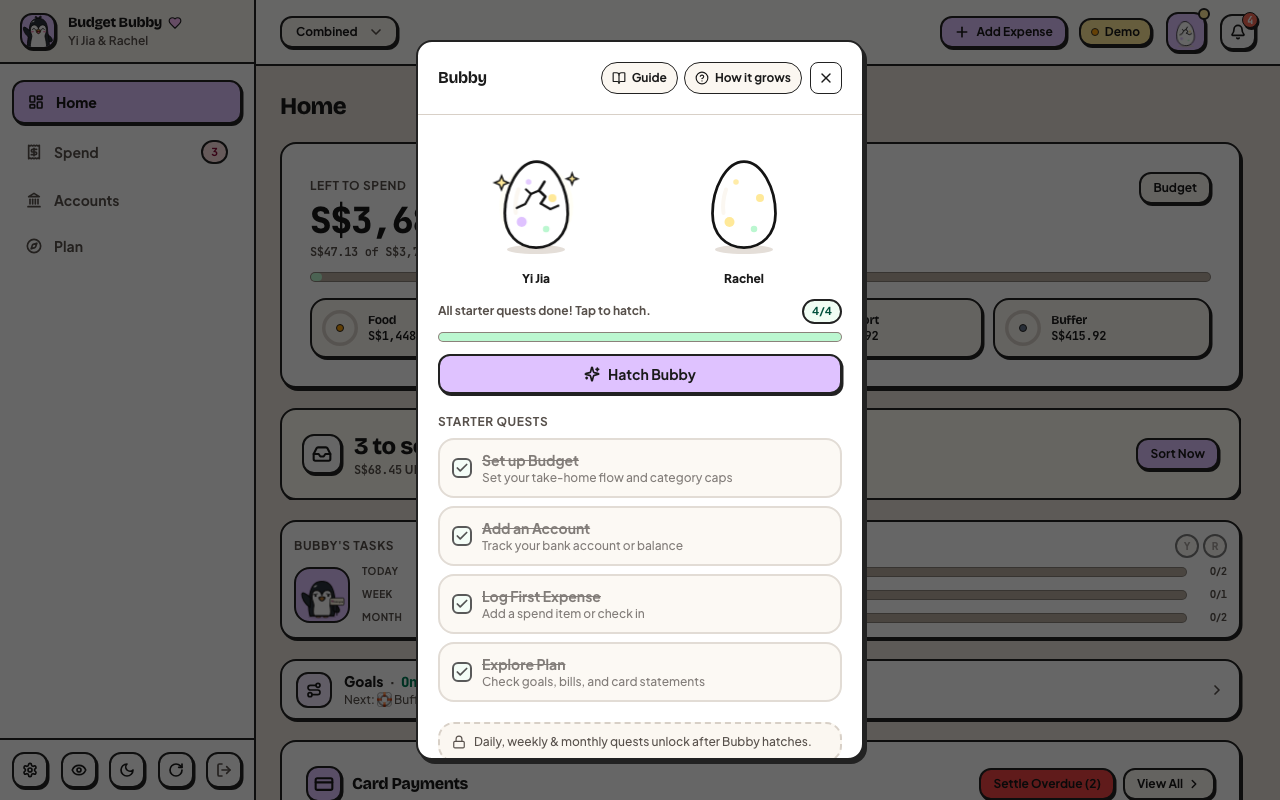 Budget Bubby
Yi Jia & Rachel
Combined
Add Expense
Demo
4
Home
Spend
3
Accounts
Plan
Home
LEFT TO SPEND
S$3,6
S$47.13 of S$3,7
Budget
Food
S$1,448
Buffer
S$415.92
3 to s
S$68.45
Sort Now
BUBBY'S TASKS
Y
R
TODAY
0/2
WEEK
0/1
MONTH
0/2
Goals ·
Next:
Card Payments
Settle Overdue (2)
View All
Bubby
Guide
How it grows
Yi Jia
Rachel
All starter quests done! Tap to hatch.
4/4
Hatch Bubby
STARTER QUESTS
Set up Budget
Set your take-home flow and category caps
Add an Account
Track your bank account or balance
Log First Expense
Add a spend item or check in
Explore Plan
Check goals, bills, and card statements
Daily, weekly & monthly quests unlock after Bubby hatches.